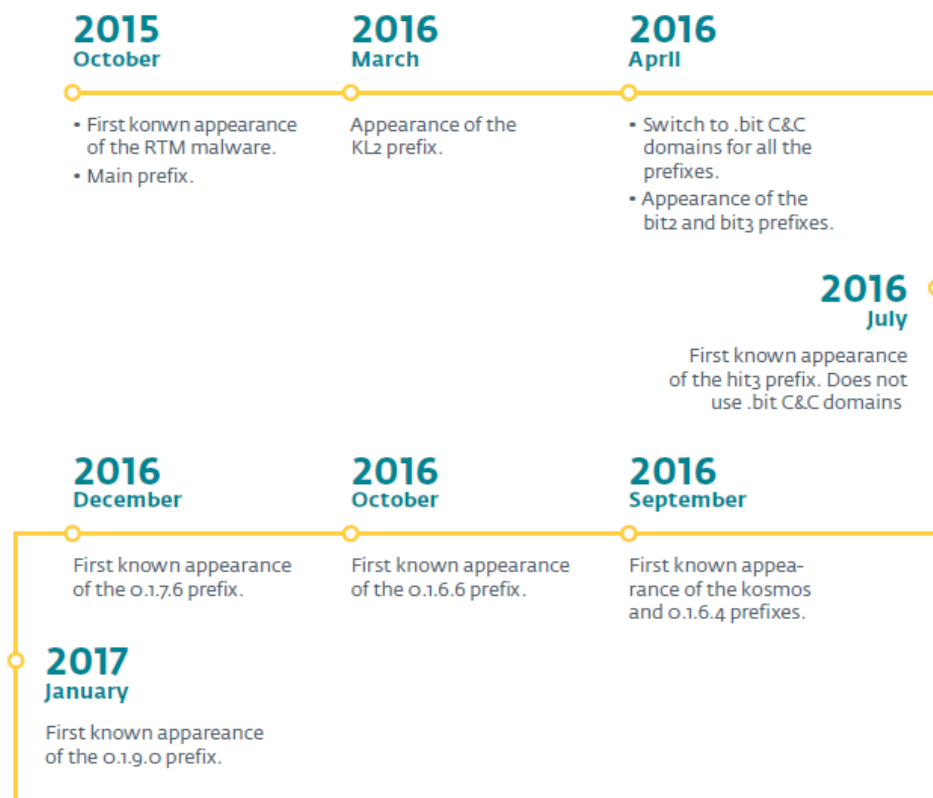 2015
October
• First konwn appearance
of the RTM malware.
• Main prefix.
2016
March
Appearance of the
KL2 prefix.
2016
April
• Switch to .bit C&C
domains for all the
prefixes.
• Appearance of the
bit2 and bit3 prefixes.
2016
July
First known appearance
of the hit3 prefix. Does not
use .bit C&C domains
2016
September
First known appea-
rance of the kosmos
and 0.1.6.4 prefixes.
2016
October
First known appearance
of the 0.1.6.6 prefix.
2016
December
First known appearance
of the 0.1.7.6 prefix.
2017
January
First known appareance
of the 0.1.9.0 prefix.